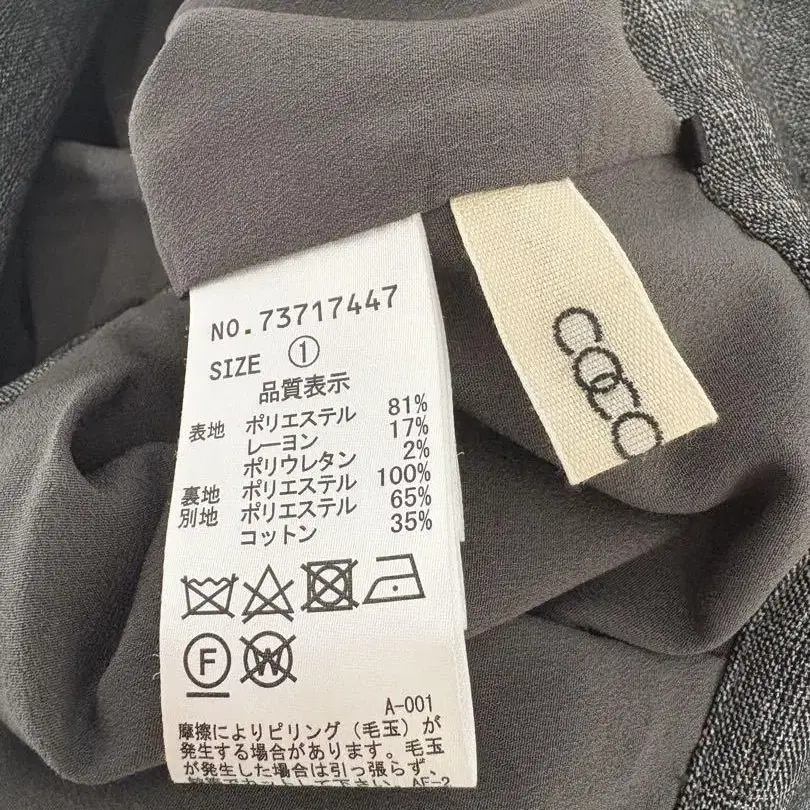 NO.73717447
SIZE ①
品質表示
表地 ポリエステル 81%
レーヨン 17%
ポリウレタン 2%
裏地 ポリエステル 100%
別地 ポリエステル 65%
コットン 35%
F
W
A-001
摩擦によりピリング(毛玉)が
発生する場合があります。毛玉
が発生した場合は引っ張らず、
AF-2
COCO